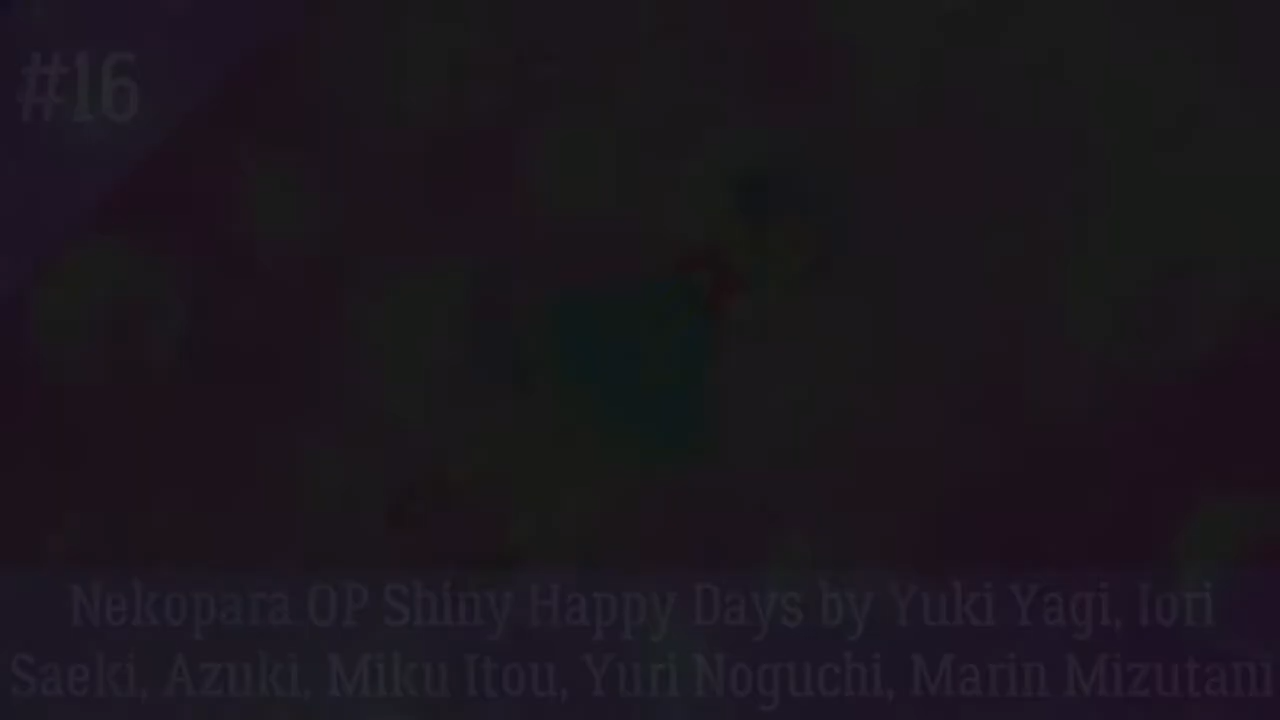 #16
Nekopara OP Shiny Happy Days by Yuki Yagi, Iori
Saeki, Azuki, Miku Itou, Yuri Noguchi, Marin Mizutani